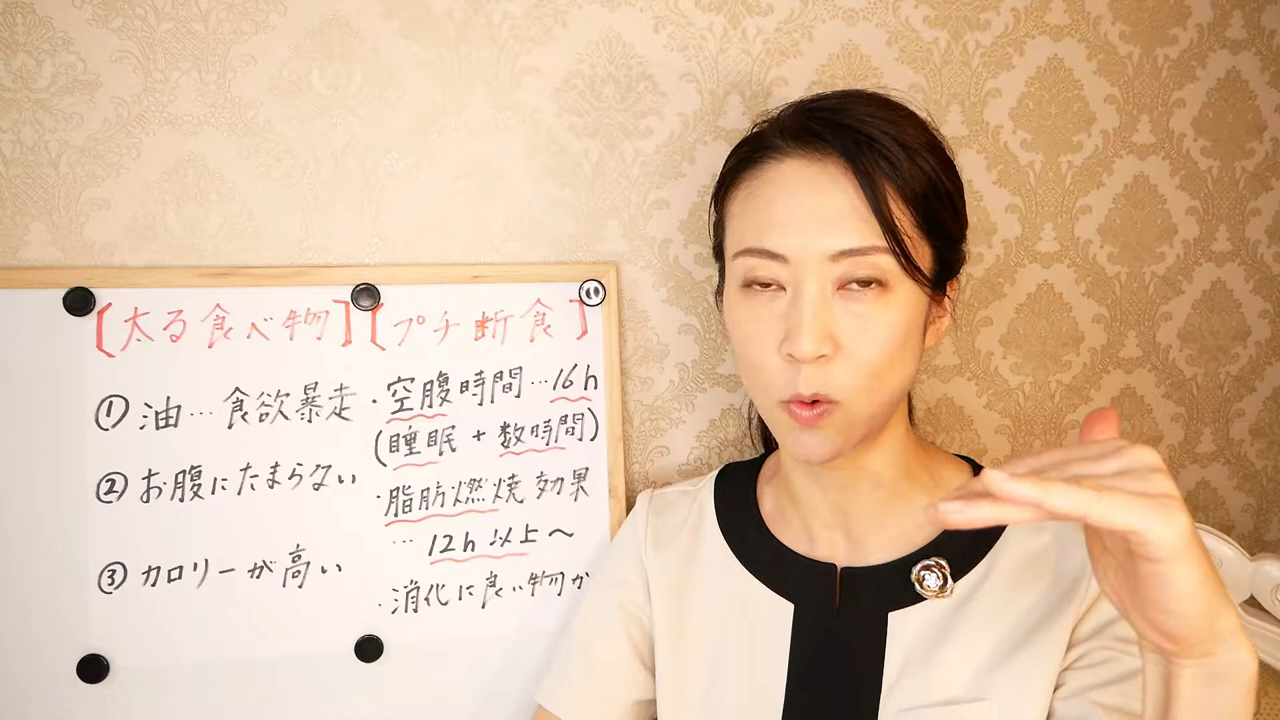 【太る食べ物】
① 油…食欲暴走
② お腹にたまらない
③ カロリーが高い
【プチ断食】
・空腹時間…16h
(睡眠+数時間)
・脂肪燃焼効果
…12h以上~
・消化に良い物か